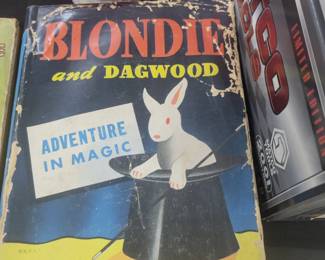 BLONDIE
and DAGWOOD
ADVENTURE
IN MAGIC
LIMITED EDITION